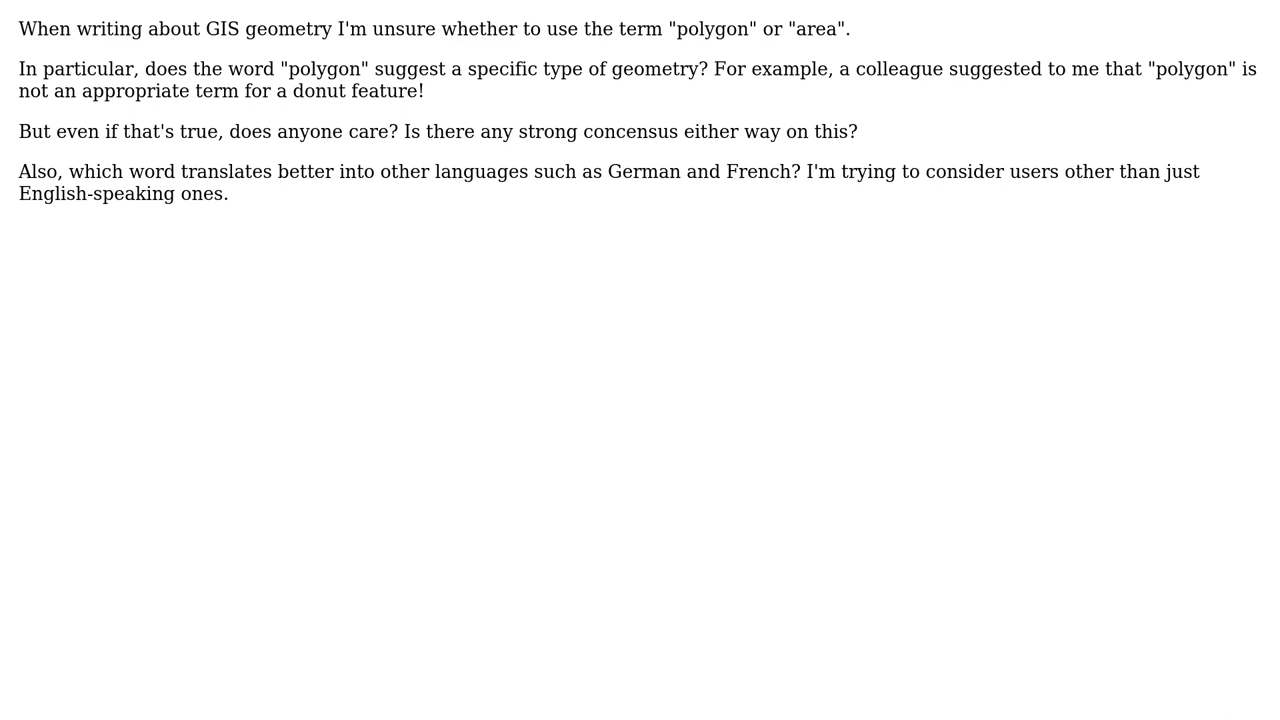 When writing about GIS geometry I'm unsure whether to use the term "polygon" or "area".
In particular, does the word "polygon" suggest a specific type of geometry? For example, a colleague suggested to me that "polygon" is
not an appropriate term for a donut feature!
But even if that's true, does anyone care? Is there any strong concensus either way on this?
Also, which word translates better into other languages such as German and French? I'm trying to consider users other than just
English-speaking ones.